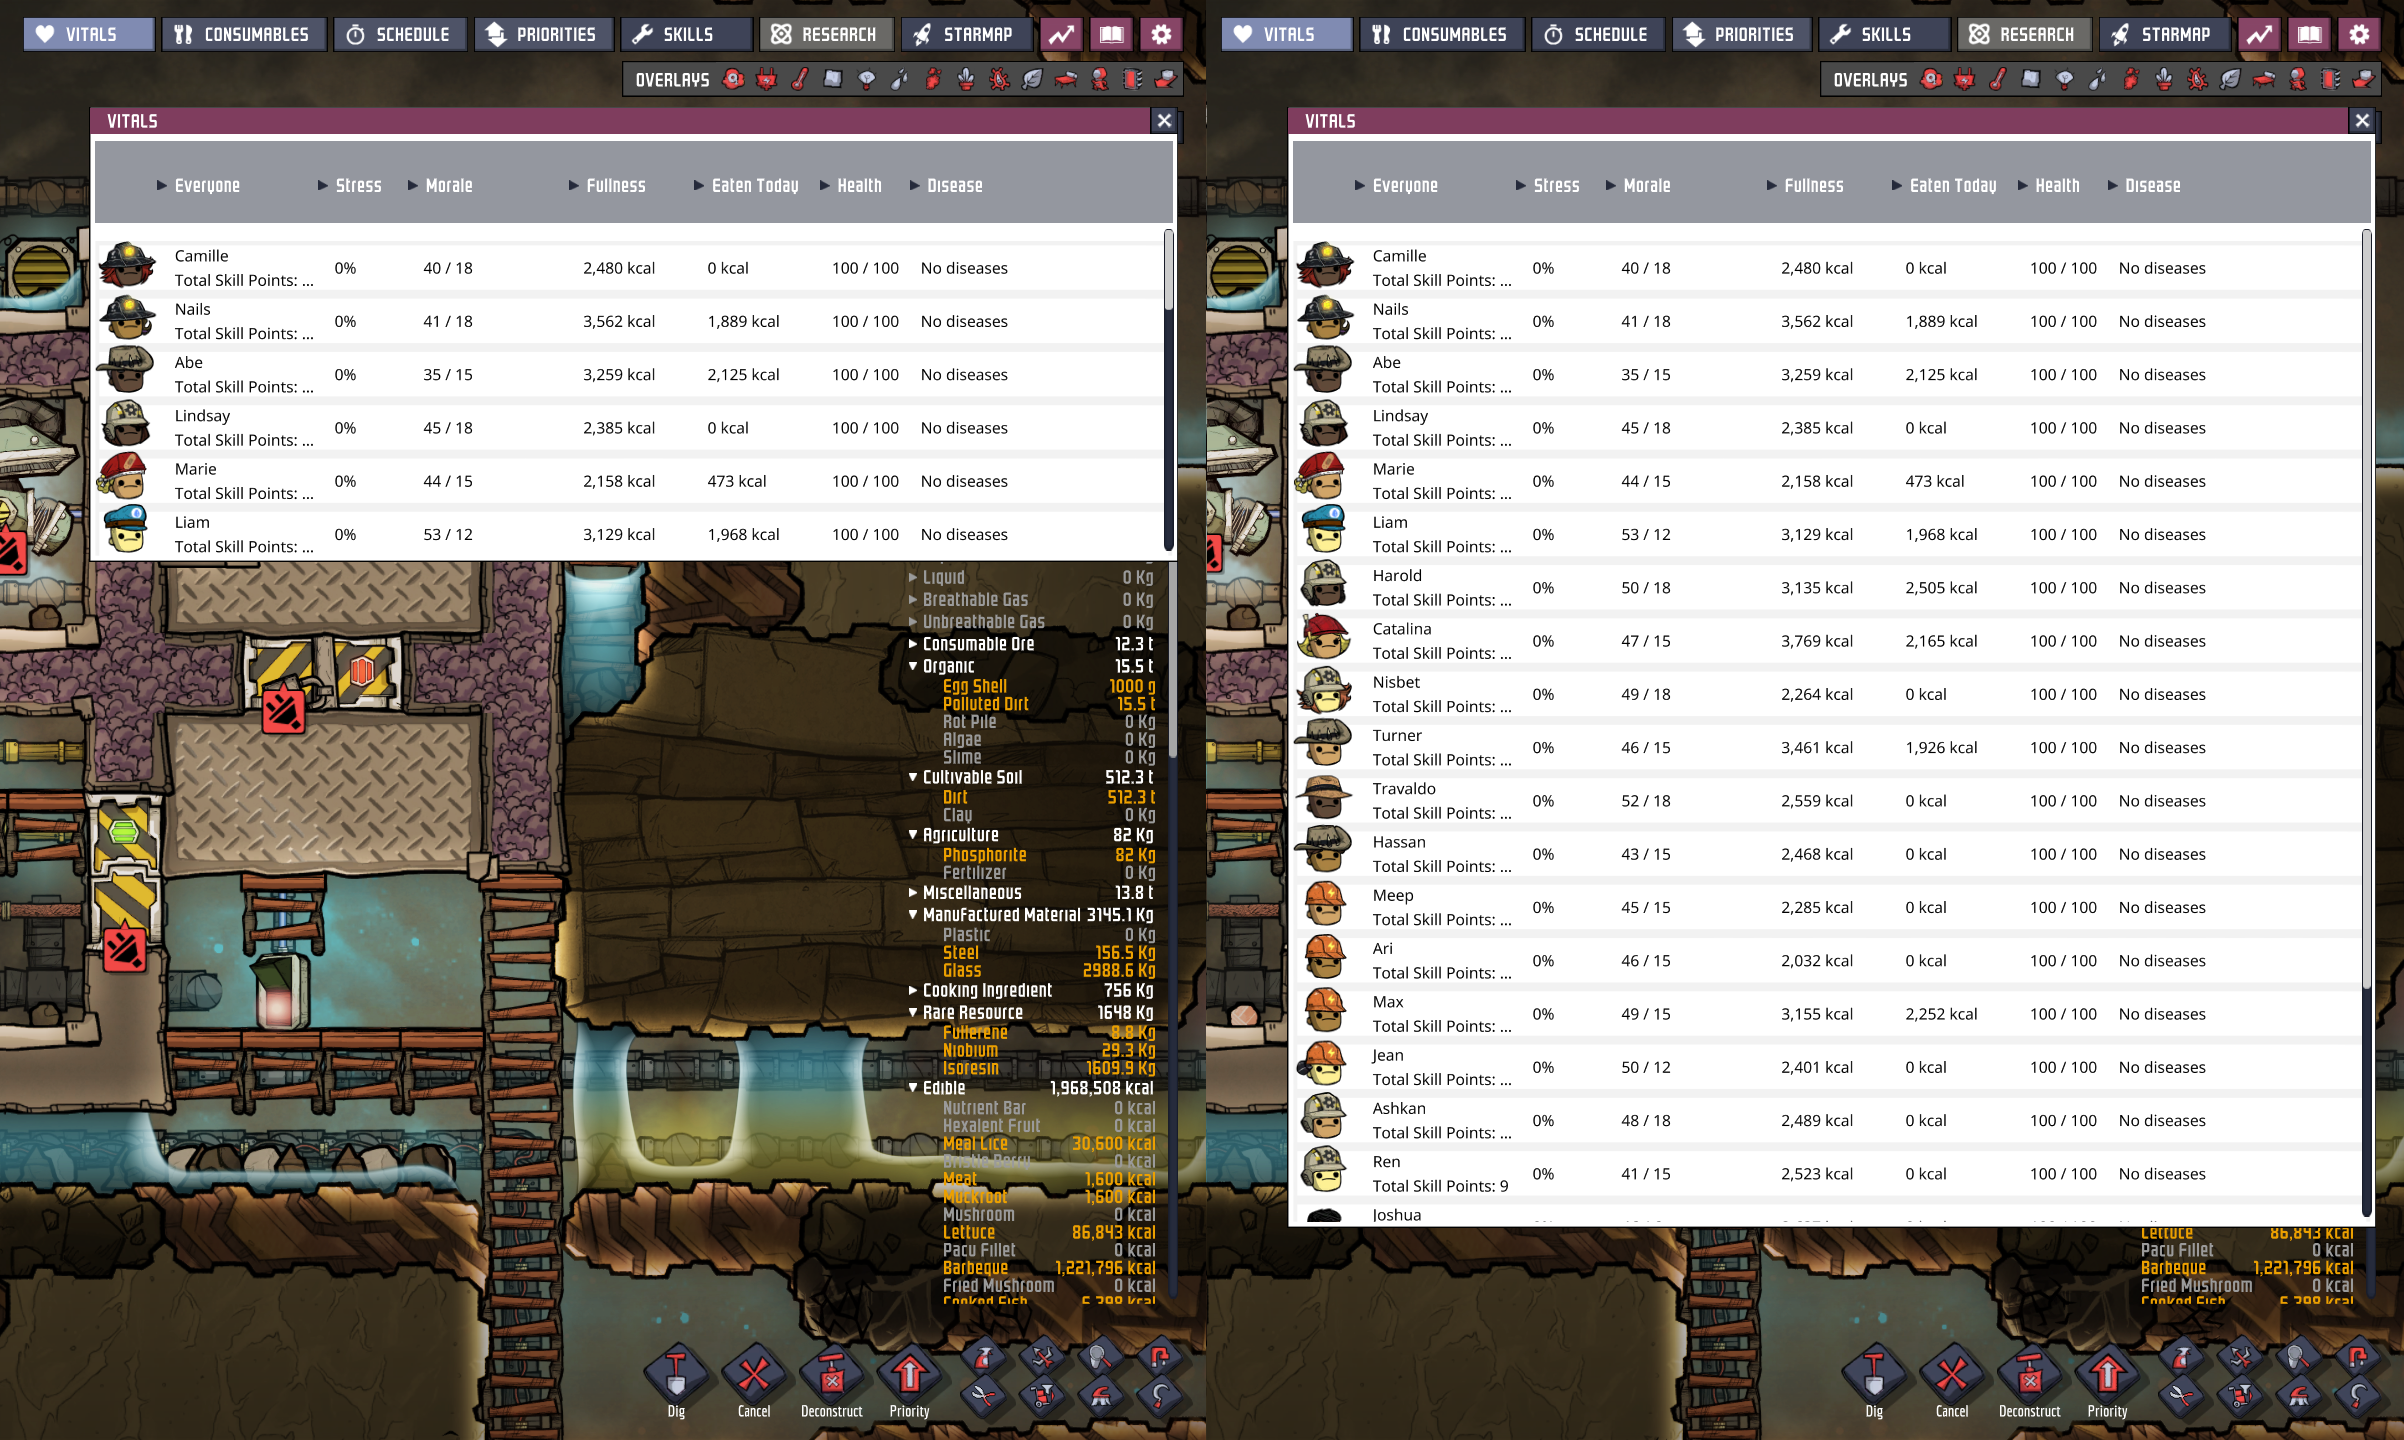 VITALS CONSUMABLES SCHEDULE PRIORITIES SKILLS RESEARCH STARMAP
OVERLAYS
VITALS
Everyone Stress Morale Fullness Eaten Today Health Disease
Camille
Total Skill Points: ... 0% 40 / 18 2,480 kcal 0 kcal 100 / 100 No diseases
Nails
Total Skill Points: ... 0% 41 / 18 3,562 kcal 1,889 kcal 100 / 100 No diseases
Abe
Total Skill Points: ... 0% 35 / 15 3,259 kcal 2,125 kcal 100 / 100 No diseases
Lindsay
Total Skill Points: ... 0% 45 / 18 2,385 kcal 0 kcal 100 / 100 No diseases
Marie
Total Skill Points: ... 0% 44 / 15 2,158 kcal 473 kcal 100 / 100 No diseases
Liam
Total Skill Points: ... 0% 53 / 12 3,129 kcal 1,968 kcal 100 / 100 No diseases
Liquid 0 Kg
Breathable Gas 0 Kg
Unbreathable Gas 0 Kg
Consumable Ore 12.3 t
Organic 15.5 t
Egg Shell 1000 g
Polluted Dirt 15.5 t
Rot Pile 0 Kg
Algae 0 Kg
Slime 0 Kg
Cultivable Soil 512.3 t
Dirt 512.3 t
Clay 0 Kg
Agriculture 82 Kg
Phosphorite 82 Kg
Fertilizer 0 Kg
Miscellaneous 13.8 t
Manufactured Material 3145.1 Kg
Plastic 0 Kg
Steel 156.5 Kg
Glass 2988.6 Kg
Cooking Ingredient 756 Kg
Rare Resource 1648 Kg
Fullerene 8.8 Kg
Niobium 29.3 Kg
Isoresin 1609.9 Kg
Edible 1,968,508 kcal
Nutrient Bar 0 kcal
Hexalent Fruit 0 kcal
Meal Lice 30,600 kcal
Bristle Berry 0 kcal
Meat 1,600 kcal
Muckroot 1,600 kcal
Mushroom 0 kcal
Lettuce 86,843 kcal
Pacu Fillet 0 kcal
Barbeque 1,221,796 kcal
Fried Mushroom 0 kcal
Cooked Fish 6,398 kcal
Dig Cancel Deconstruct Priority
VITALS CONSUMABLES SCHEDULE PRIORITIES SKILLS RESEARCH STARMAP
OVERLAYS
VITALS
Everyone Stress Morale Fullness Eaten Today Health Disease
Camille
Total Skill Points: ... 0% 40 / 18 2,480 kcal 0 kcal 100 / 100 No diseases
Nails
Total Skill Points: ... 0% 41 / 18 3,562 kcal 1,889 kcal 100 / 100 No diseases
Abe
Total Skill Points: ... 0% 35 / 15 3,259 kcal 2,125 kcal 100 / 100 No diseases
Lindsay
Total Skill Points: ... 0% 45 / 18 2,385 kcal 0 kcal 100 / 100 No diseases
Marie
Total Skill Points: ... 0% 44 / 15 2,158 kcal 473 kcal 100 / 100 No diseases
Liam
Total Skill Points: ... 0% 53 / 12 3,129 kcal 1,968 kcal 100 / 100 No diseases
Harold
Total Skill Points: ... 0% 50 / 18 3,135 kcal 2,505 kcal 100 / 100 No diseases
Catalina
Total Skill Points: ... 0% 47 / 15 3,769 kcal 2,165 kcal 100 / 100 No diseases
Nisbet
Total Skill Points: ... 0% 49 / 18 2,264 kcal 0 kcal 100 / 100 No diseases
Turner
Total Skill Points: ... 0% 46 / 15 3,461 kcal 1,926 kcal 100 / 100 No diseases
Travaldo
Total Skill Points: ... 0% 52 / 18 2,559 kcal 0 kcal 100 / 100 No diseases
Hassan
Total Skill Points: ... 0% 43 / 15 2,468 kcal 0 kcal 100 / 100 No diseases
Meep
Total Skill Points: ... 0% 45 / 15 2,285 kcal 0 kcal 100 / 100 No diseases
Ari
Total Skill Points: ... 0% 46 / 15 2,032 kcal 0 kcal 100 / 100 No diseases
Max
Total Skill Points: ... 0% 49 / 15 3,155 kcal 2,252 kcal 100 / 100 No diseases
Jean
Total Skill Points: ... 0% 50 / 12 2,401 kcal 0 kcal 100 / 100 No diseases
Ashkan
Total Skill Points: ... 0% 48 / 18 2,489 kcal 0 kcal 100 / 100 No diseases
Ren
Total Skill Points: 9 0% 41 / 15 2,523 kcal 0 kcal 100 / 100 No diseases
Joshua
Lettuce 86,843 kcal
Pacu Fillet 0 kcal
Barbeque 1,221,796 kcal
Fried Mushroom 0 kcal
Cooked Fish 6,398 kcal
Dig Cancel Deconstruct Priority